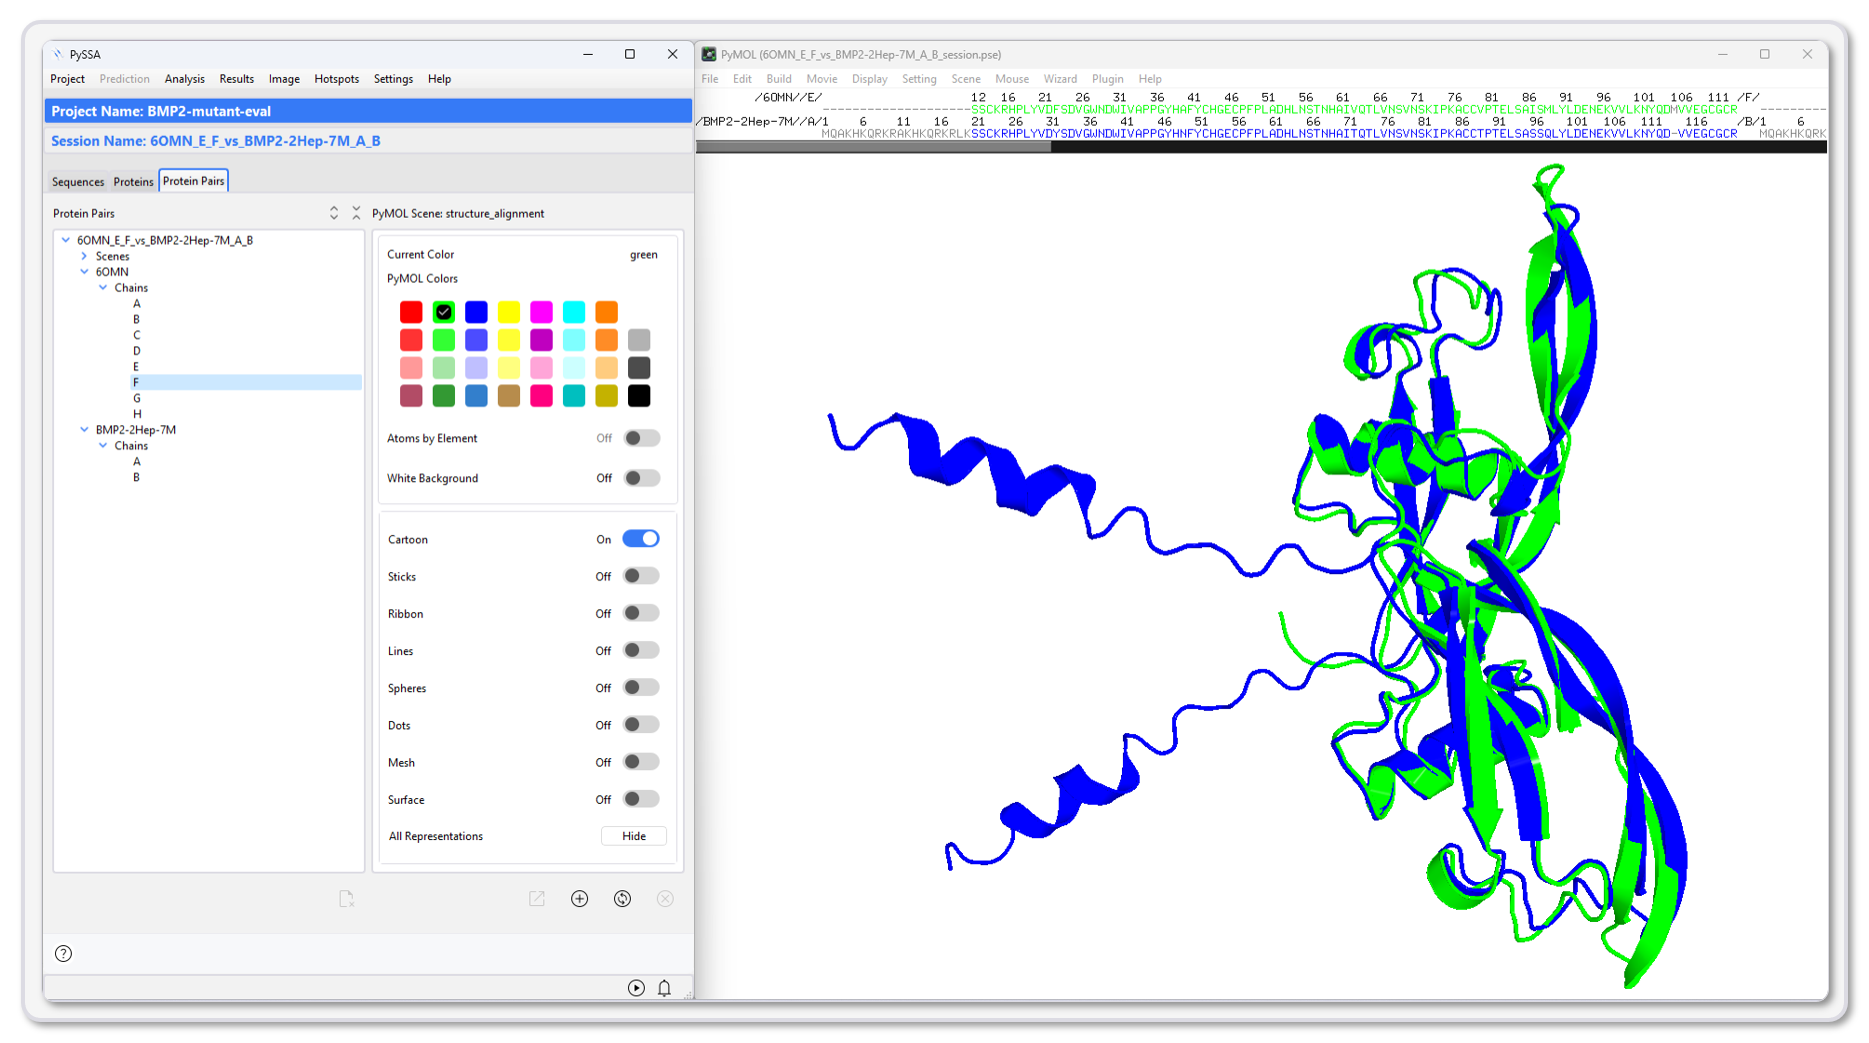 PySSA
Project Prediction Analysis Results Image Hotspots Settings Help
Project Name: BMP2-mutant-eval
Session Name: 6OMN_E_F_vs_BMP2-2Hep-7M_A_B
Sequences Proteins Protein Pairs
Protein Pairs
6OMN_E_F_vs_BMP2-2Hep-7M_A_B
Scenes
6OMN
Chains
A
B
C
D
E
F
G
H
BMP2-2Hep-7M
Chains
A
B
PyMOL Scene: structure_alignment
Current Color green
PyMOL Colors
Atoms by Element Off
White Background Off
Cartoon On
Sticks Off
Ribbon Off
Lines Off
Spheres Off
Dots Off
Mesh Off
Surface Off
All Representations Hide
PyMOL (6OMN_E_F_vs_BMP2-2Hep-7M_A_B_session.pse)
File Edit Build Movie Display Setting Scene Mouse Wizard Plugin Help
/6OMN//E/ 12 16 21 26 31 36 41 46 51 56 61 66 71 76 81 86 91 96 101 106 111 /F/
--------------------SSCKRHPLYVDFSDVGWNDWIVAPPGYHAFYCHGECPFPLADHLNSTNHAIVQTLVNSVNSKIPKACCVPTELSAISMLYLDENEKVVLKNYQDMVVEGCGCR ---------
/BMP2-2Hep-7M//A/1 6 11 16 21 26 31 36 41 46 51 56 61 66 71 76 81 86 91 96 101 106 111 116 /B/1 6
MQAKHKQRKRAKHKQRKRLKSSCKRHPLYVDYSDVGWNDWIVAPPGYHNFYCHGECPFPLADHLNSTNHAITQTLVNSVNSKIPKACCTPTELSASSQLYLDENEKVVLKNYQD-VVEGCGCR MQAKHKQRK